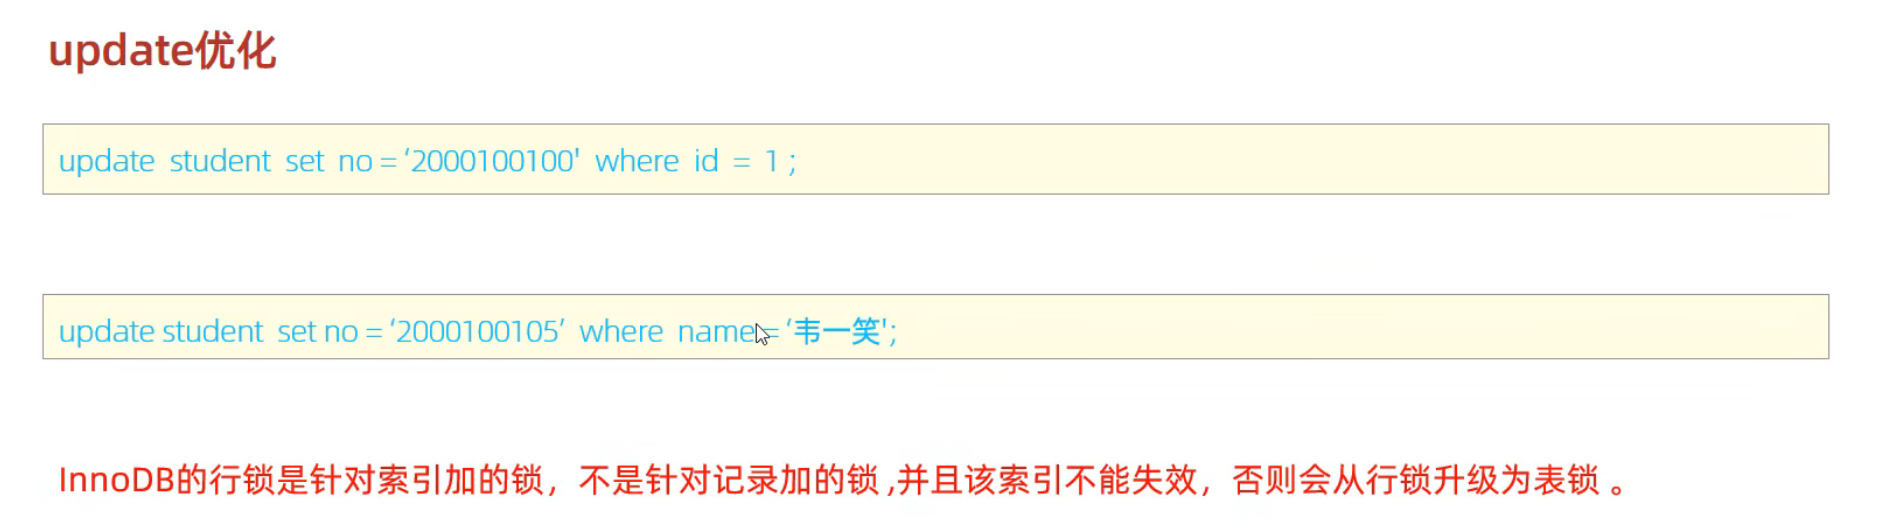 update优化
update student set no = ‘2000100100' where id = 1 ;
update student set no = ‘2000100105’ where name = ‘韦一笑';
InnoDB的行锁是针对索引加的锁，不是针对记录加的锁 ,并且该索引不能失效，否则会从行锁升级为表锁 。